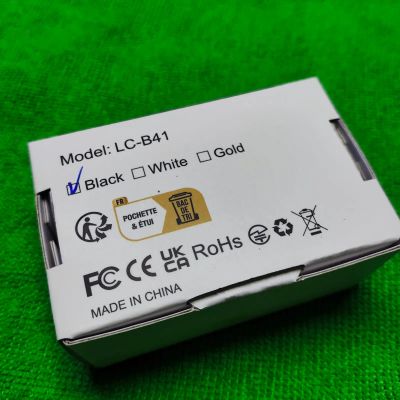 Model: LC-B41
Black White Gold
FR
POCHETTE
& ÉTUI
BAC
DE
TRI
FC CE UK
CA RoHs
MADE IN CHINA